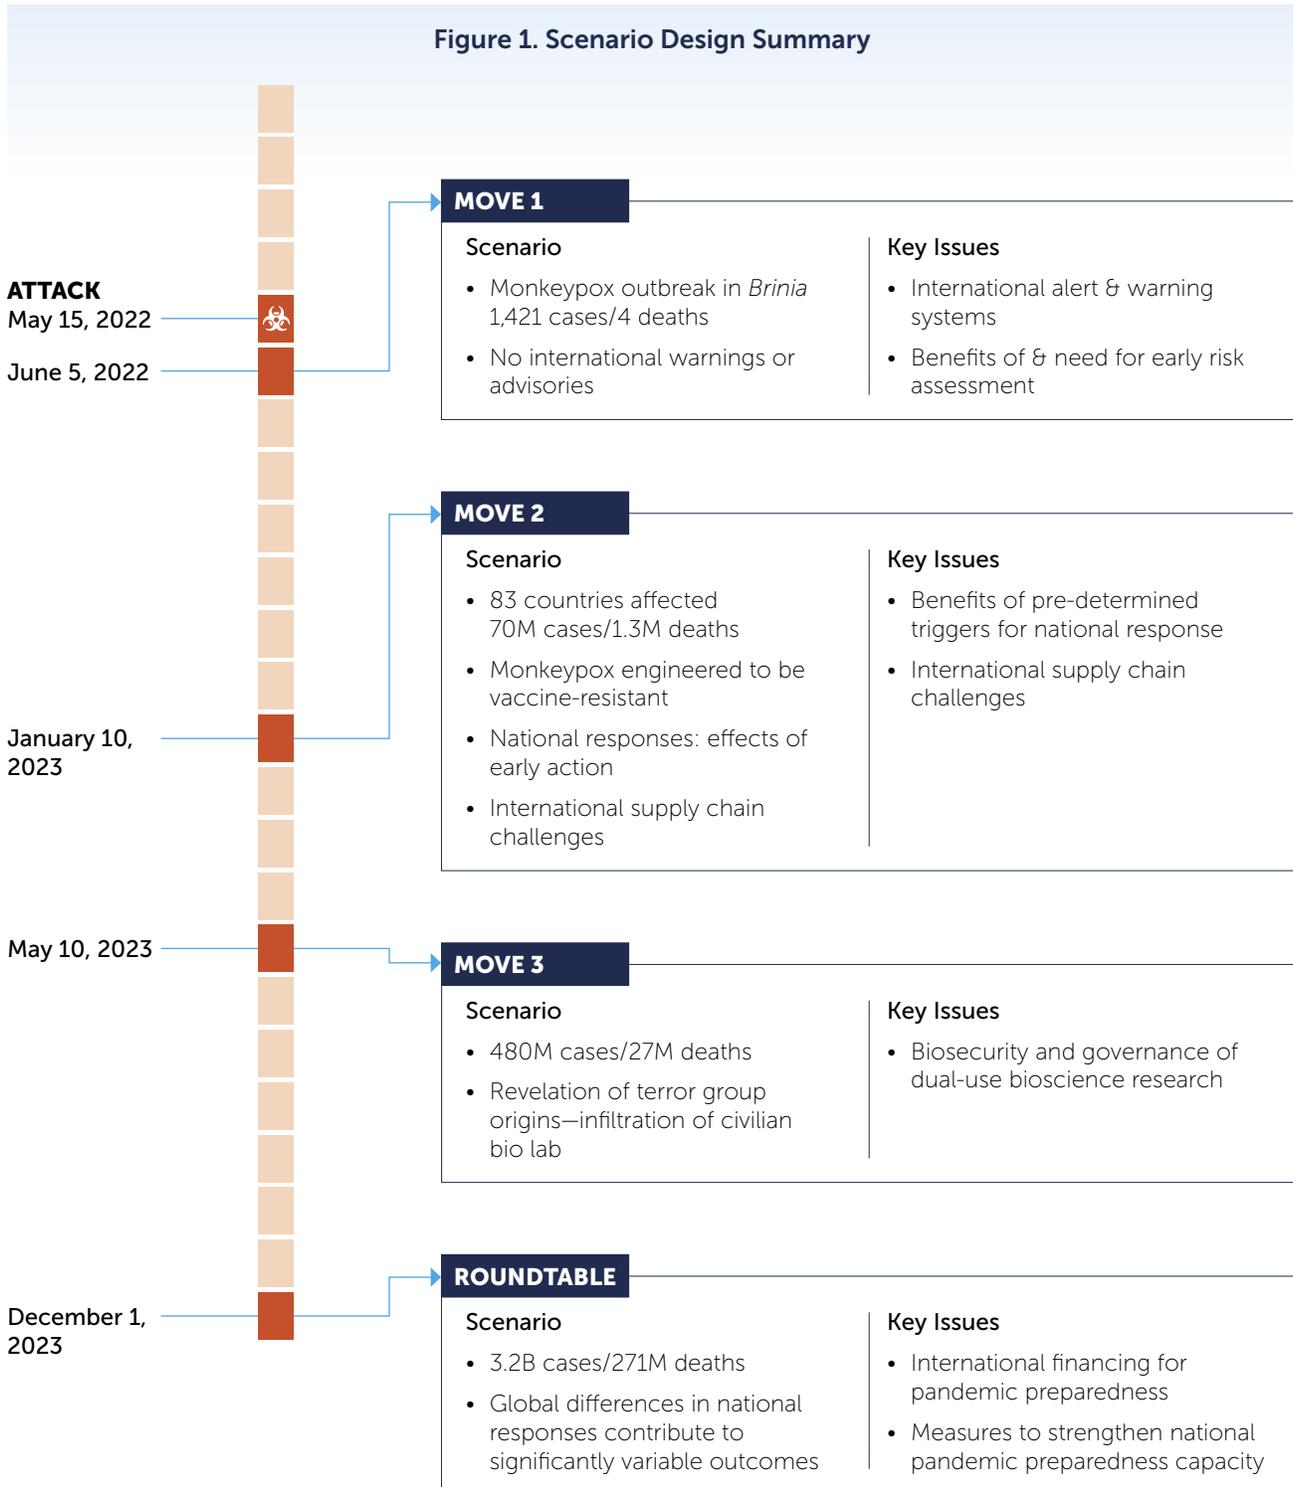 Figure 1. Scenario Design Summary
ATTACK
May 15, 2022
June 5, 2022
MOVE 1
Scenario
• Monkeypox outbreak in Brinia
1,421 cases/4 deaths
• No international warnings or
advisories
Key Issues
• International alert & warning
systems
• Benefits of & need for early risk
assessment
January 10,
2023
MOVE 2
Scenario
• 83 countries affected
70M cases/1.3M deaths
• Monkeypox engineered to be
vaccine-resistant
• National responses: effects of
early action
• International supply chain
challenges
Key Issues
• Benefits of pre-determined
triggers for national response
• International supply chain
challenges
May 10, 2023
MOVE 3
Scenario
• 480M cases/27M deaths
• Revelation of terror group
origins—infiltration of civilian
bio lab
Key Issues
• Biosecurity and governance of
dual-use bioscience research
December 1,
2023
ROUNDTABLE
Scenario
• 3.2B cases/271M deaths
• Global differences in national
responses contribute to
significantly variable outcomes
Key Issues
• International financing for
pandemic preparedness
• Measures to strengthen national
pandemic preparedness capacity